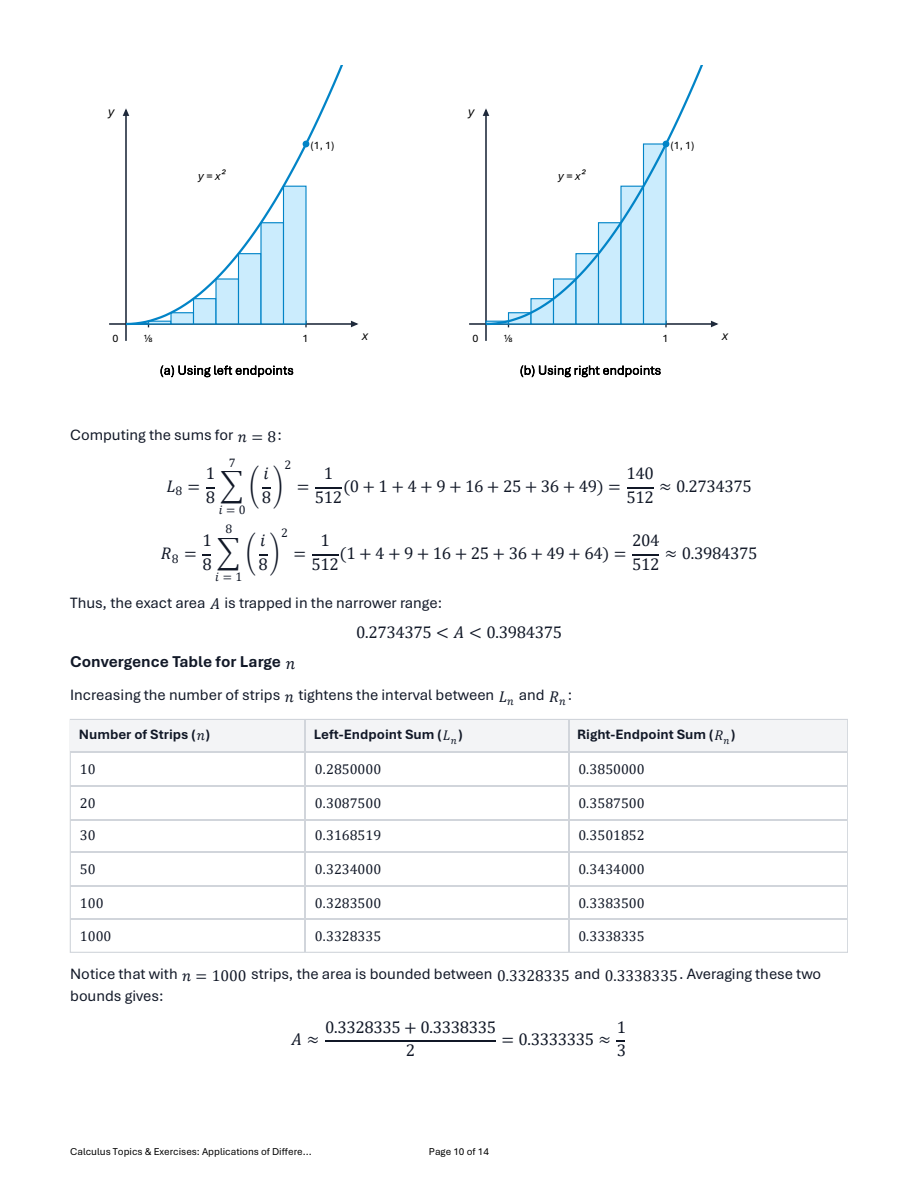 y
(1, 1)
y = x²
0
⅛
1
x
(a) Using left endpoints
y
(1, 1)
y = x²
0
⅛
1
x
(b) Using right endpoints
Computing the sums for n = 8:
L₈ = 1/8 ∑_{i = 0}^{7} (i/8)² = 1/512 (0 + 1 + 4 + 9 + 16 + 25 + 36 + 49) = 140/512 ≈ 0.2734375
R₈ = 1/8 ∑_{i = 1}^{8} (i/8)² = 1/512 (1 + 4 + 9 + 16 + 25 + 36 + 49 + 64) = 204/512 ≈ 0.3984375
Thus, the exact area A is trapped in the narrower range:
0.2734375 < A < 0.3984375
Convergence Table for Large n
Increasing the number of strips n tightens the interval between Lₙ and Rₙ:
Number of Strips (n) Left-Endpoint Sum (Lₙ) Right-Endpoint Sum (Rₙ)
10 0.2850000 0.3850000
20 0.3087500 0.3587500
30 0.3168519 0.3501852
50 0.3234000 0.3434000
100 0.3283500 0.3383500
1000 0.3328335 0.3338335
Notice that with n = 1000 strips, the area is bounded between 0.3328335 and 0.3338335. Averaging these two
bounds gives:
A ≈ (0.3328335 + 0.3338335)/2 = 0.3333335 ≈ 1/3
Calculus Topics & Exercises: Applications of Differe... Page 10 of 14